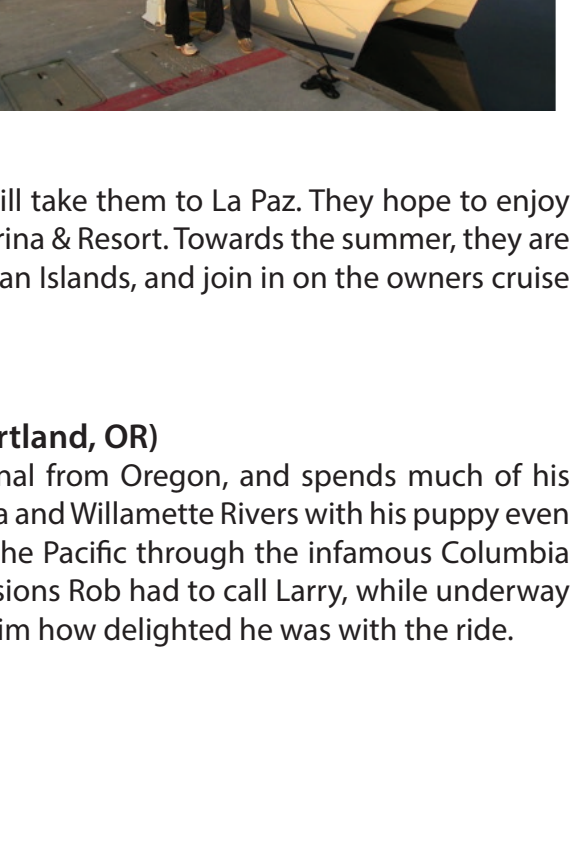 ill take them to La Paz. They hope to enjoy
rina & Resort. Towards the summer, they are
an Islands, and join in on the owners cruise
rtland, OR)
nal from Oregon, and spends much of his
a and Willamette Rivers with his puppy even
he Pacific through the infamous Columbia
sions Rob had to call Larry, while underway
im how delighted he was with the ride.